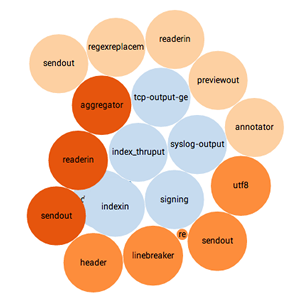 readerin
regexreplacem
sendout
previewout
tcp-output-ge
aggregator
annotator
syslog-output
index_thruput
readerin
utf8
signing
indexin
sendout
re
sendout
linebreaker
header